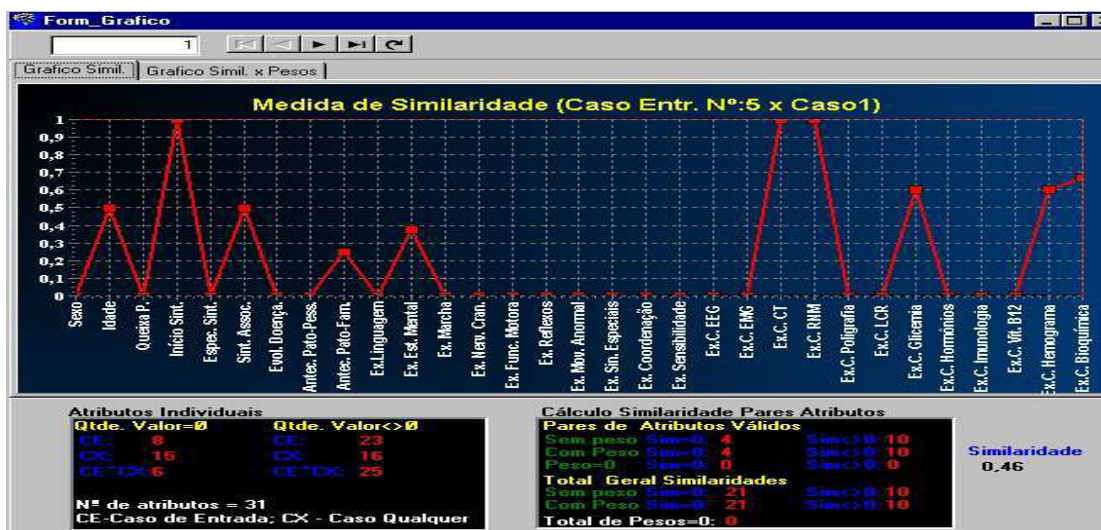 Form_Grafico
1
Grafico Simil. Grafico Simil. x Pesos
Medida de Similaridade (Caso Entr. Nº:5 x Caso1)
1
0,9
0,8
0,7
0,6
0,5
0,4
0,3
0,2
0,1
0
Sexo
Idade
Queixa P.
Início Sint.
Espec. Sint.
Sint. Assoc.
Evol. Doença.
Antec. Pato-Pess.
Antec. Pato-Fam.
Ex.Linguagem
Ex. Est. Mental
Ex. Marcha
Ex. Nerv. Cran.
Ex. Func. Motora
Ex. Reflexos
Ex. Mov. Anormal
Ex. Sin. Especiais
Ex. Coordenação
Ex. Sensibilidade
Ex.C. EEG
Ex.C. EMG
Ex.C. CT
Ex.C. RNM
Ex.C. Poligrafia
Ex.C. LCR
Ex.C. Glicemia
Ex.C. Hormônios
Ex.C. Imunologia
Ex.C. Vit. B12
Ex.C. Hemograma
Ex.C. Bioquímica
Atributos Individuais
Qtde. Valor=0 Qtde. Valor<>0
CE: 8 CE: 23
CX: 15 CX: 16
CE^CX: 6 CE^CX: 25
Nº de atributos = 31
CE-Caso de Entrada; CX - Caso Qualquer
Cálculo Similaridade Pares Atributos
Pares de Atributos Válidos
Sem peso Sim=0: 4 Sim<>0: 10
Com Peso Sim=0: 4 Sim<>0: 10
Peso=0 Sim=0: 0 Sim<>0: 0
Total Geral Similaridades
Sem peso Sim=0: 21 Sim<>0: 10
Com Peso Sim=0: 21 Sim<>0: 10
Total de Pesos=0: 0
Similaridade
0,46